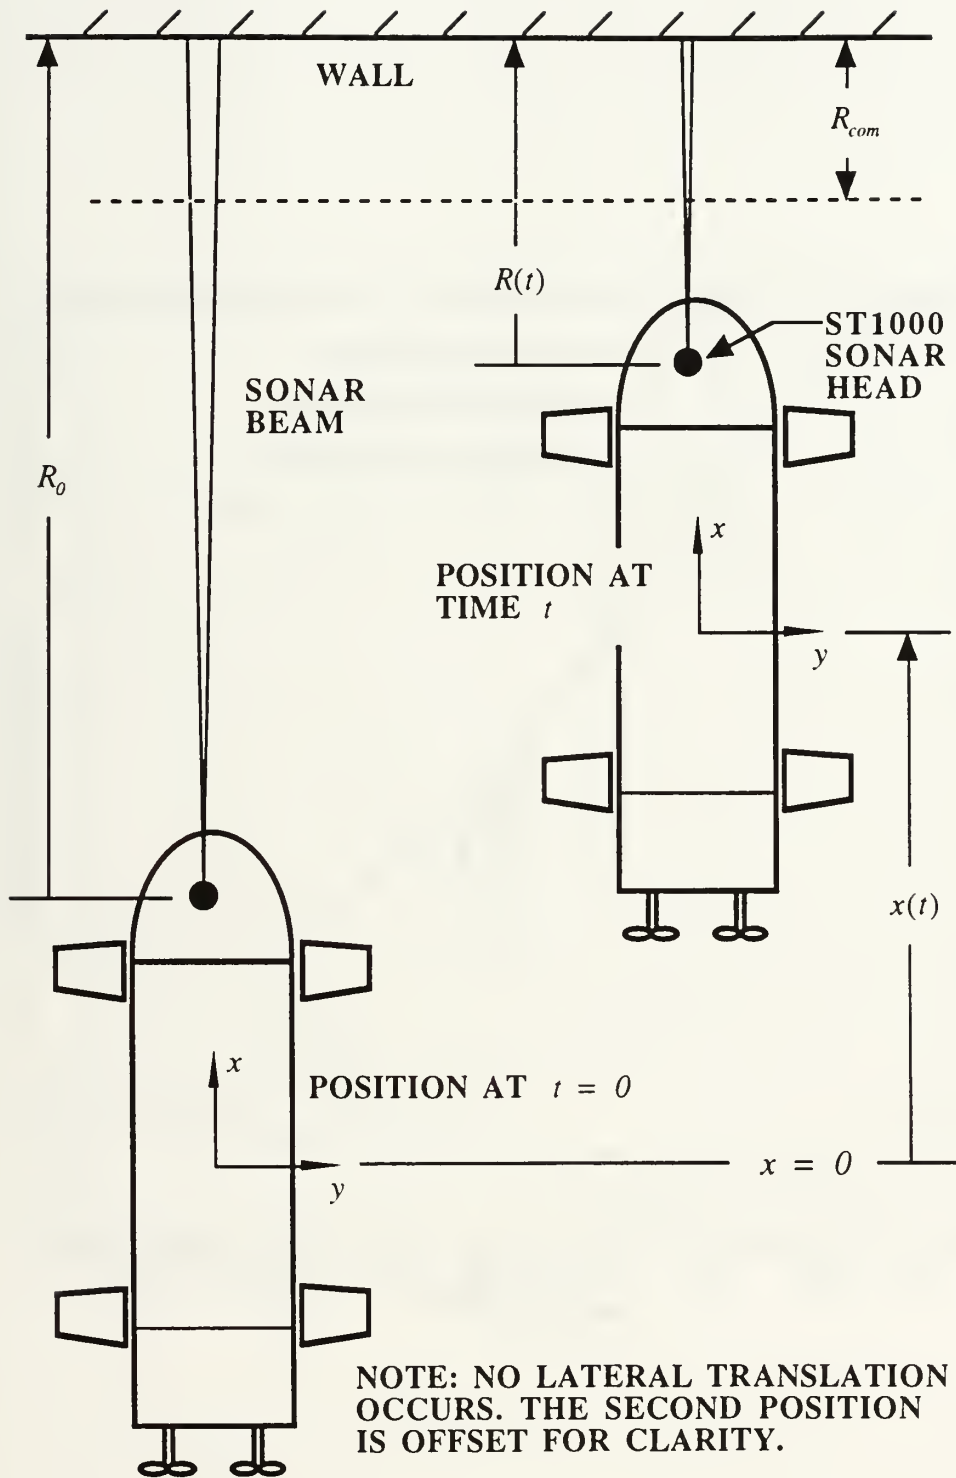 WALL
R_com
R(t)
ST1000
SONAR
HEAD
SONAR
BEAM
R_0
x
POSITION AT
TIME t
y
x(t)
x
POSITION AT t = 0
x = 0
y
NOTE: NO LATERAL TRANSLATION
OCCURS. THE SECOND POSITION
IS OFFSET FOR CLARITY.